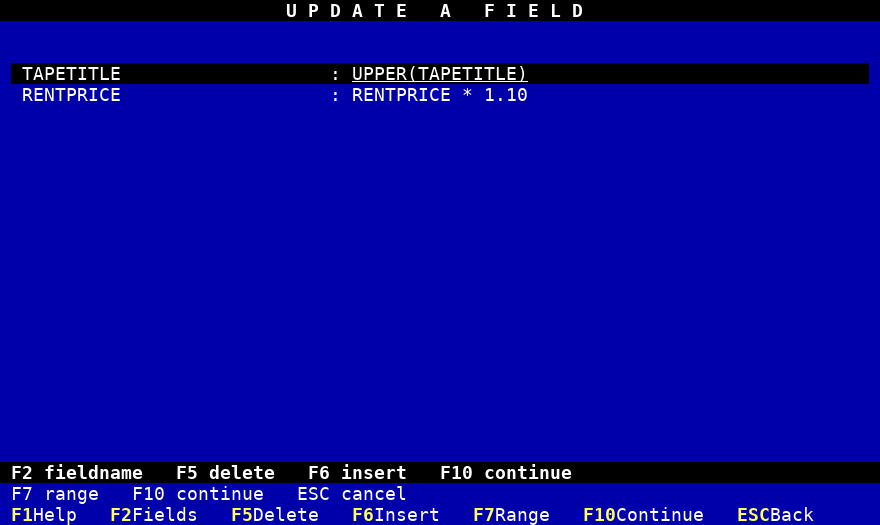 U P D A T E   A   F I E L D
TAPETITLE : UPPER(TAPETITLE)
RENTPRICE : RENTPRICE * 1.10
F2 fieldname   F5 delete   F6 insert   F10 continue
F7 range   F10 continue   ESC cancel
F1Help   F2Fields   F5Delete   F6Insert   F7Range   F10Continue   ESCBack